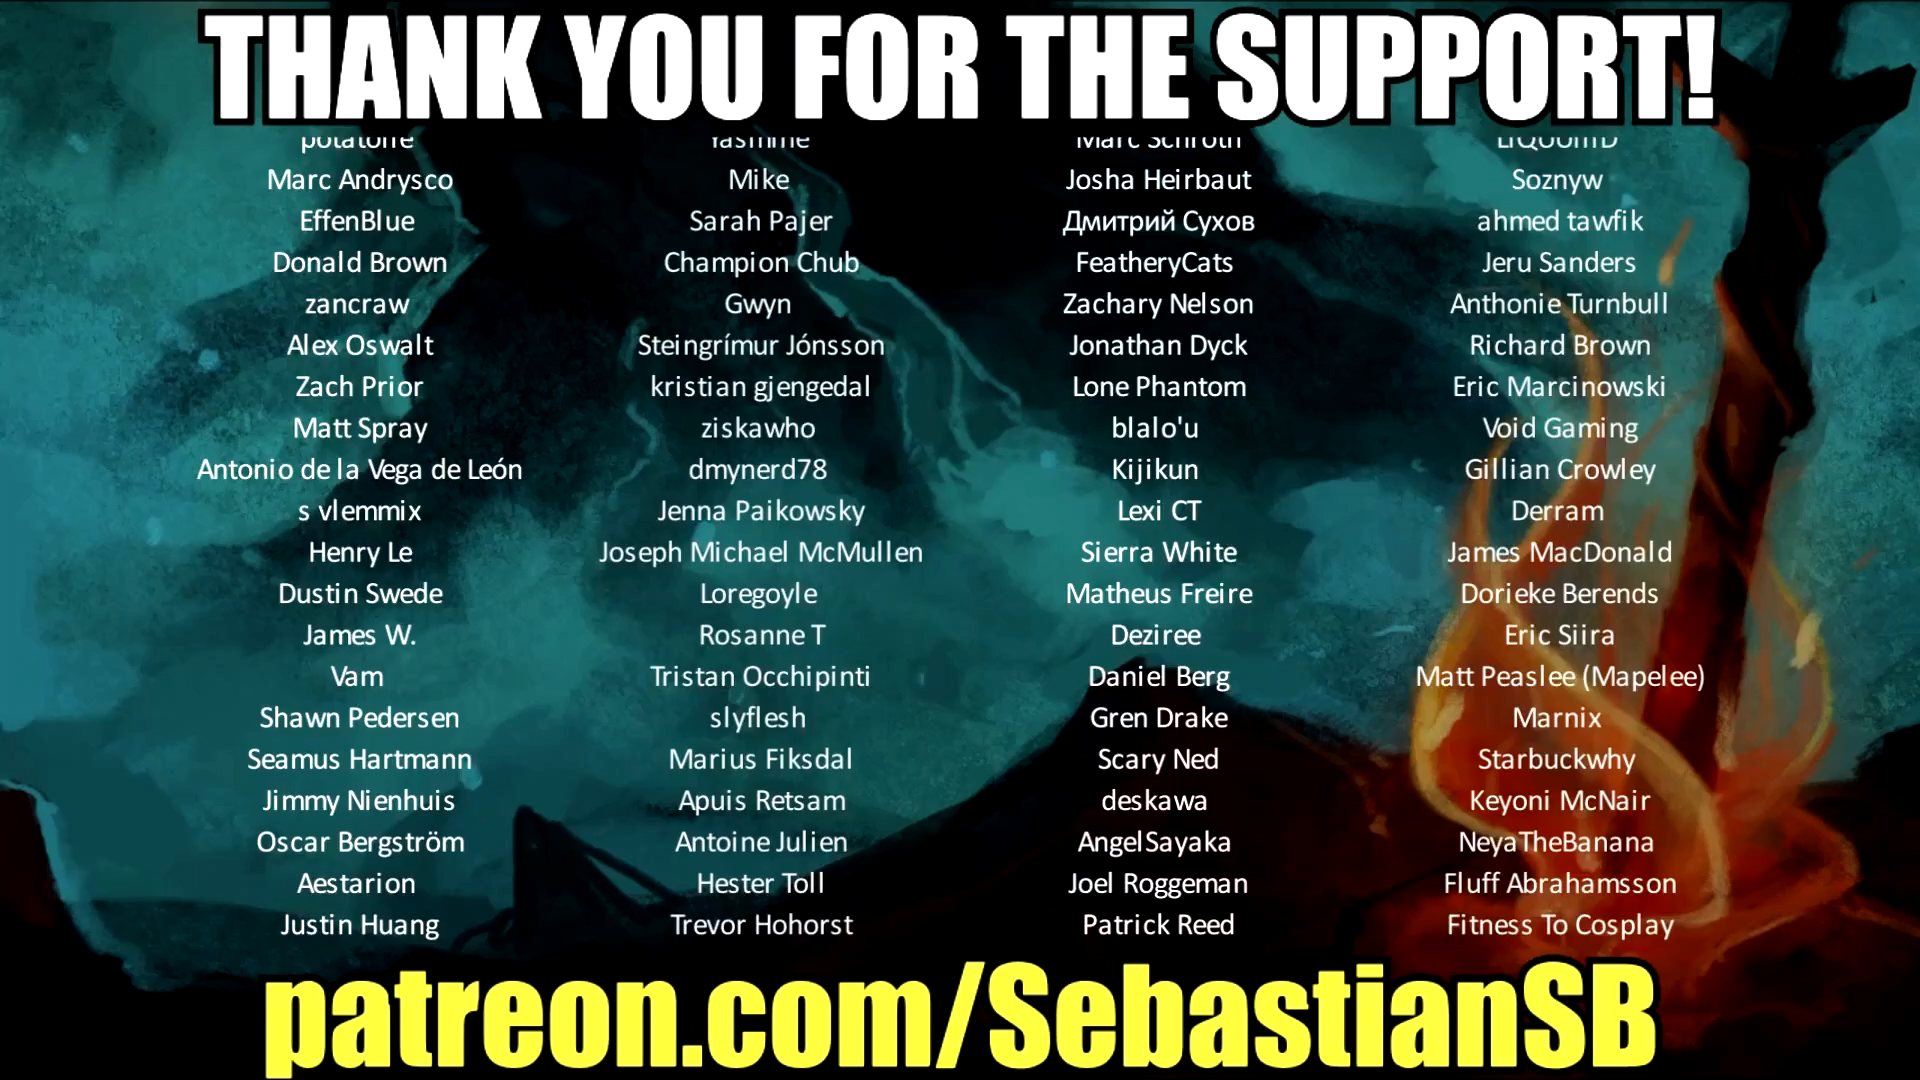 THANK YOU FOR THE SUPPORT!
Yasmine Marc Schroth
Marc Andrysco Mike Josha Heirbaut Soznyw
EffenBlue Sarah Pajer Дмитрий Сухов ahmed tawfik
Donald Brown Champion Chub FeatheryCats Jeru Sanders
zancraw Gwyn Zachary Nelson Anthonie Turnbull
Alex Oswalt Steingrímur Jónsson Jonathan Dyck Richard Brown
Zach Prior kristian gjengedal Lone Phantom Eric Marcinowski
Matt Spray ziskawho blalo'u Void Gaming
Antonio de la Vega de León dmynerd78 Kijikun Gillian Crowley
s vlemmix Jenna Paikowsky Lexi CT Derram
Henry Le Joseph Michael McMullen Sierra White James MacDonald
Dustin Swede Loregoyle Matheus Freire Dorieke Berends
James W. Rosanne T Deziree Eric Siira
Vam Tristan Occhipinti Daniel Berg Matt Peaslee (Mapelee)
Shawn Pedersen slyflesh Gren Drake Marnix
Seamus Hartmann Marius Fiksdal Scary Ned Starbuckwhy
Jimmy Nienhuis Apuis Retsam deskawa Keyoni McNair
Oscar Bergström Antoine Julien AngelSayaka NeyaTheBanana
Aestarion Hester Toll Joel Roggeman Fluff Abrahamsson
Justin Huang Trevor Hohorst Patrick Reed Fitness To Cosplay
patreon.com/SebastianSB